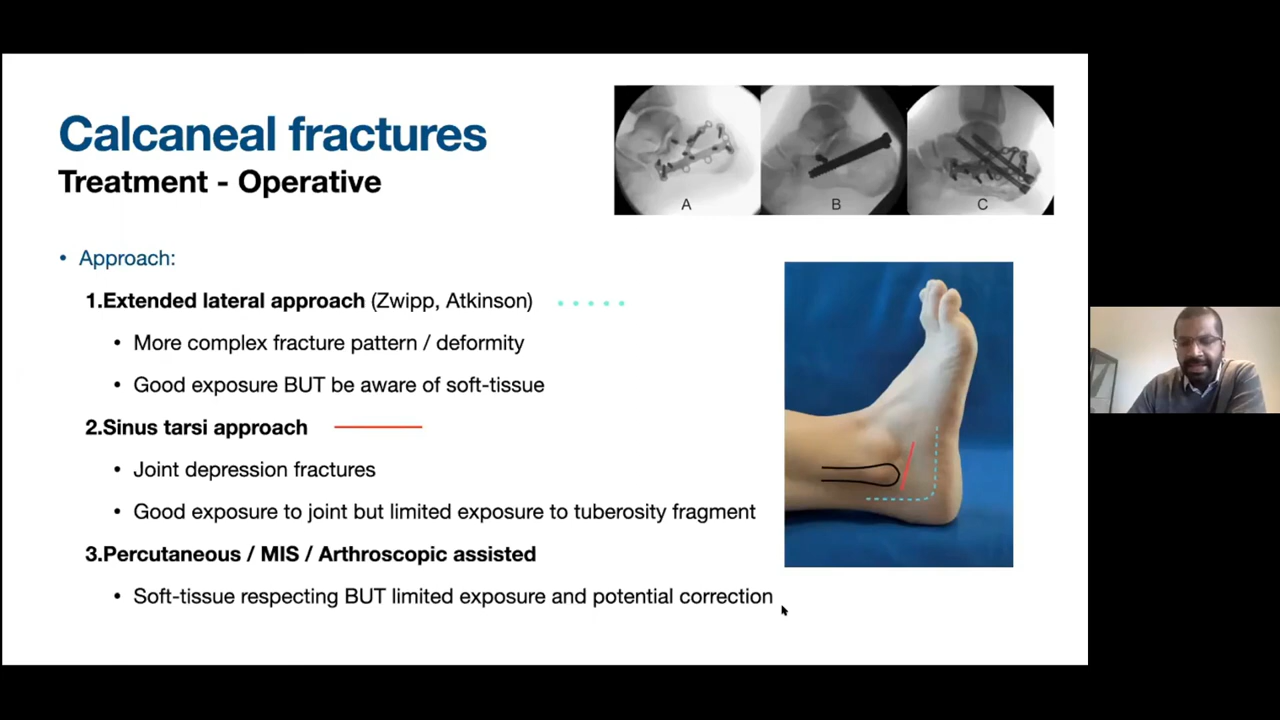 Calcaneal fractures
Treatment - Operative
A B C
• Approach:
1.Extended lateral approach (Zwipp, Atkinson)
• More complex fracture pattern / deformity
• Good exposure BUT be aware of soft-tissue
2.Sinus tarsi approach
• Joint depression fractures
• Good exposure to joint but limited exposure to tuberosity fragment
3.Percutaneous / MIS / Arthroscopic assisted
• Soft-tissue respecting BUT limited exposure and potential correction